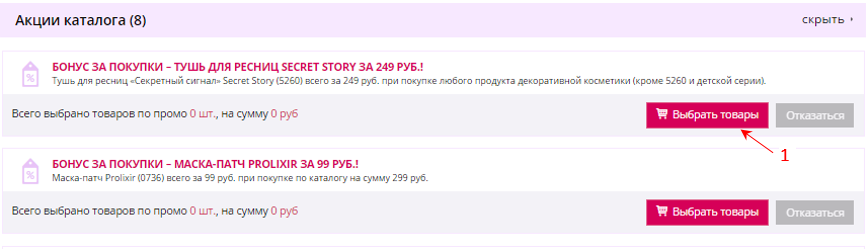 Акции каталога (8) скрыть
БОНУС ЗА ПОКУПКИ – ТУШЬ ДЛЯ РЕСНИЦ SECRET STORY ЗА 249 РУБ.!
Тушь для ресниц «Секретный сигнал» Secret Story (5260) всего за 249 руб. при покупке любого продукта декоративной косметики (кроме 5260 и детской серии).
Всего выбрано товаров по промо 0 шт., на сумму 0 руб Выбрать товары Отказаться
1
БОНУС ЗА ПОКУПКИ – МАСКА-ПАТЧ PROLIXIR ЗА 99 РУБ.!
Маска-патч Prolixir (0736) всего за 99 руб. при покупке по каталогу на сумму 299 руб.
Всего выбрано товаров по промо 0 шт., на сумму 0 руб Выбрать товары Отказаться